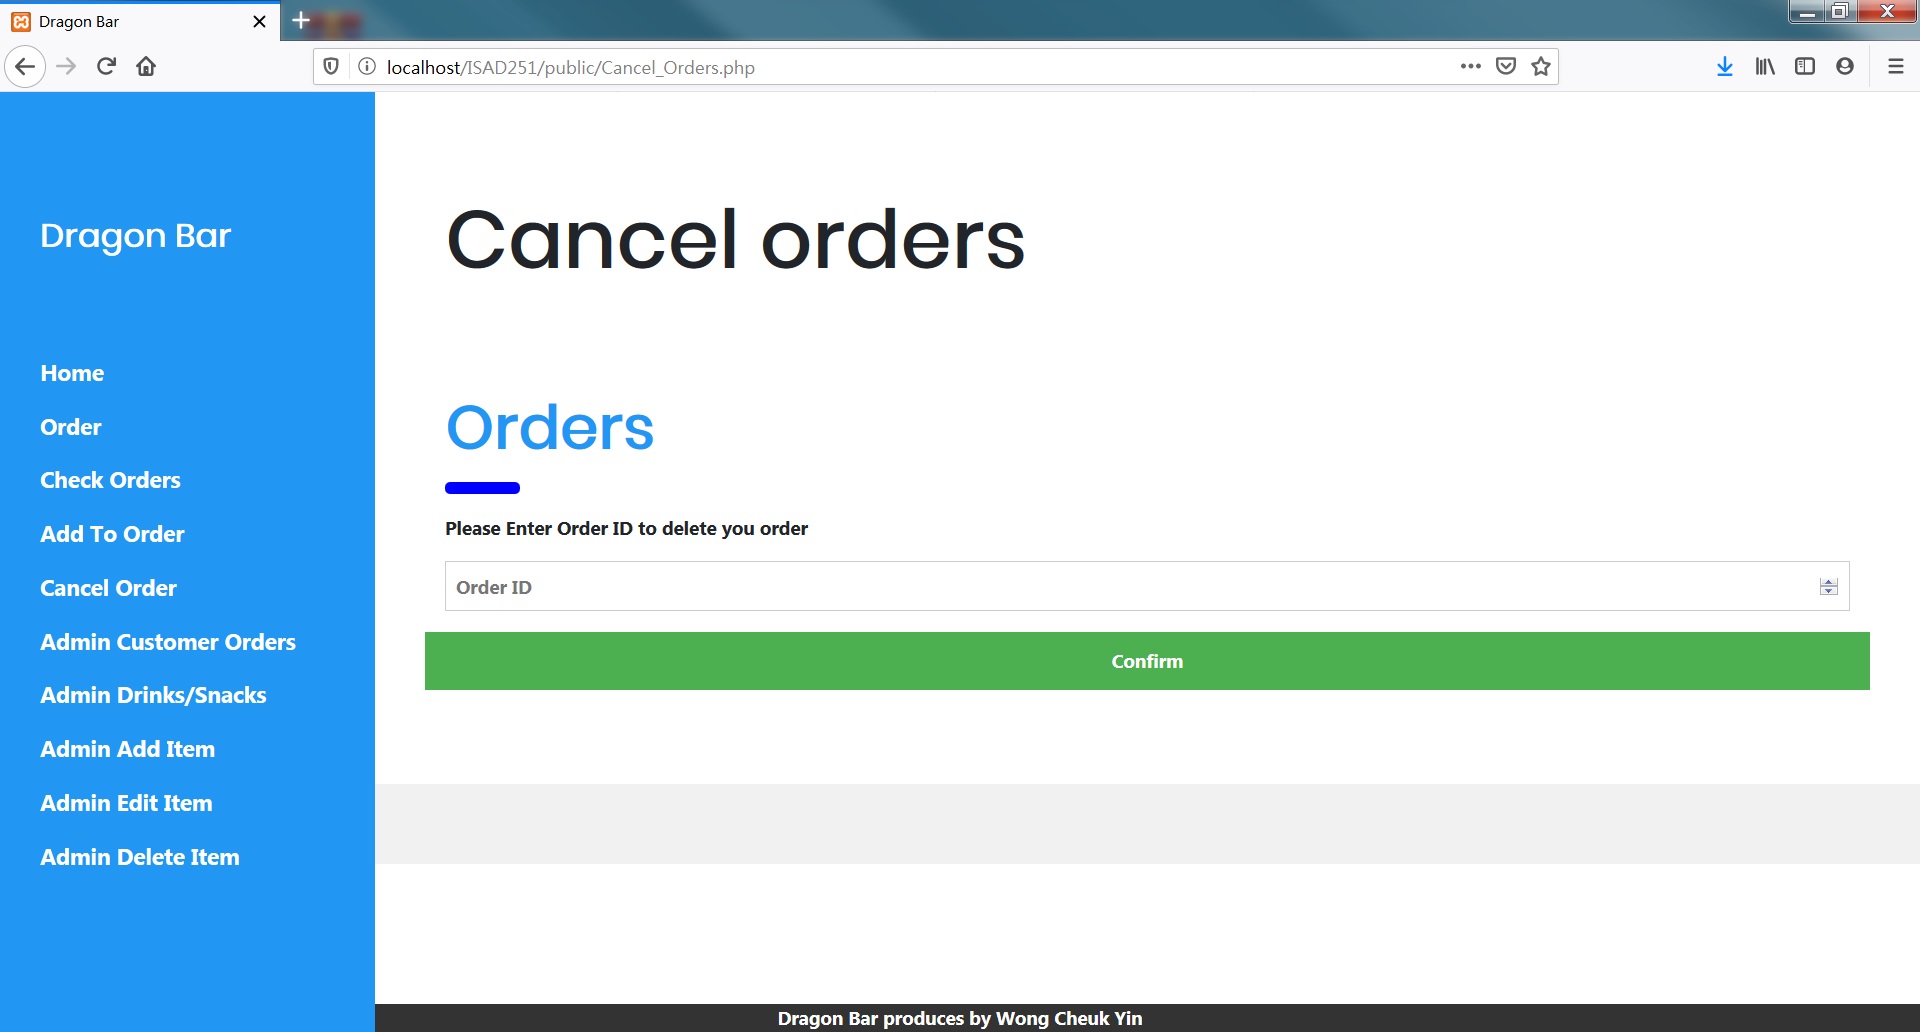 Dragon Bar
localhost/ISAD251/public/Cancel_Orders.php
Dragon Bar
Home
Order
Check Orders
Add To Order
Cancel Order
Admin Customer Orders
Admin Drinks/Snacks
Admin Add Item
Admin Edit Item
Admin Delete Item
Cancel orders
Orders
Please Enter Order ID to delete you order
Order ID
Confirm
Dragon Bar produces by Wong Cheuk Yin